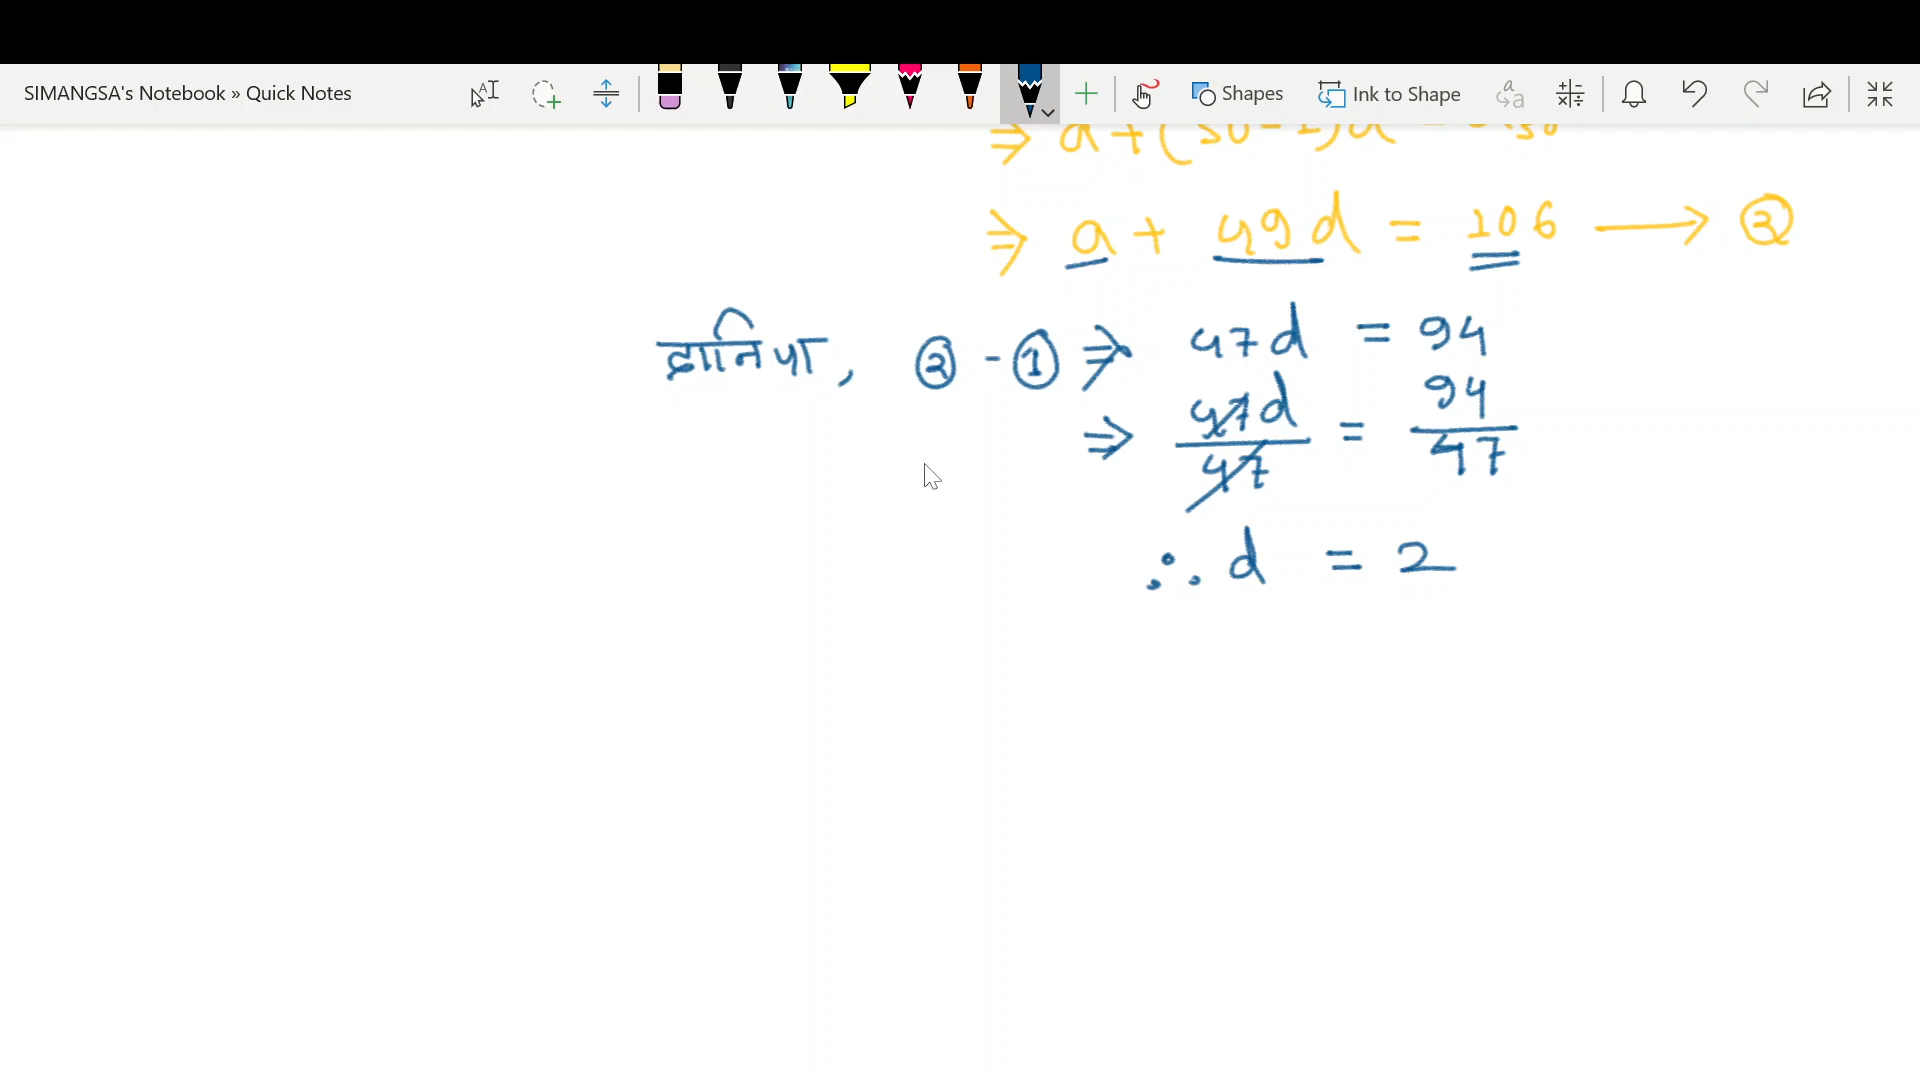 SIMANGSA's Notebook » Quick Notes
Shapes
Ink to Shape
⇒ a + 49d = 106 ⟶ ②
② - ① ⇒ 47d = 94
⇒ 47d/47 = 94/47
∴ d = 2